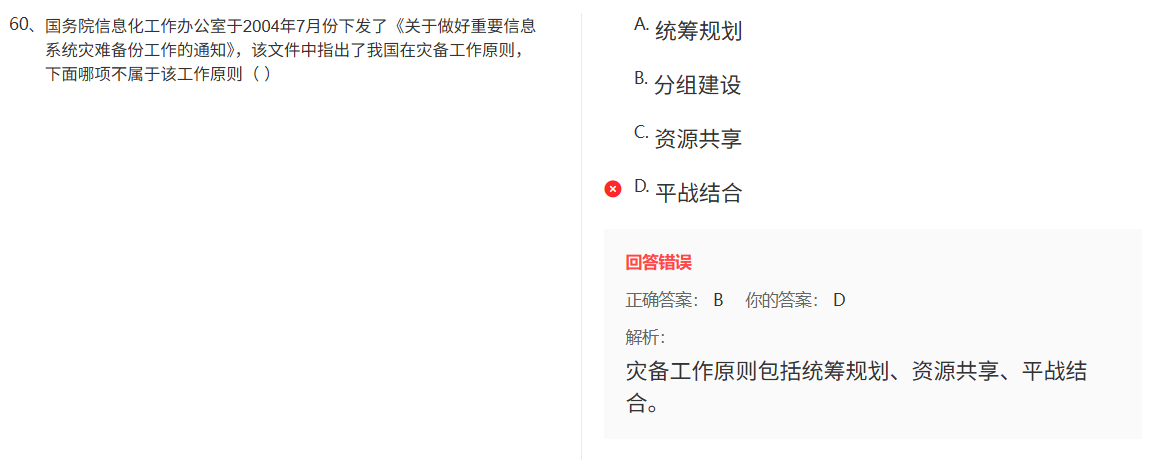 60、国务院信息化工作办公室于2004年7月份下发了《关于做好重要信息
系统灾难备份工作的通知》，该文件中指出了我国在灾备工作原则，
下面哪项不属于该工作原则（ ）
A. 统筹规划
B. 分组建设
C. 资源共享
D. 平战结合
回答错误
正确答案： B 你的答案： D
解析：
灾备工作原则包括统筹规划、资源共享、平战结
合。